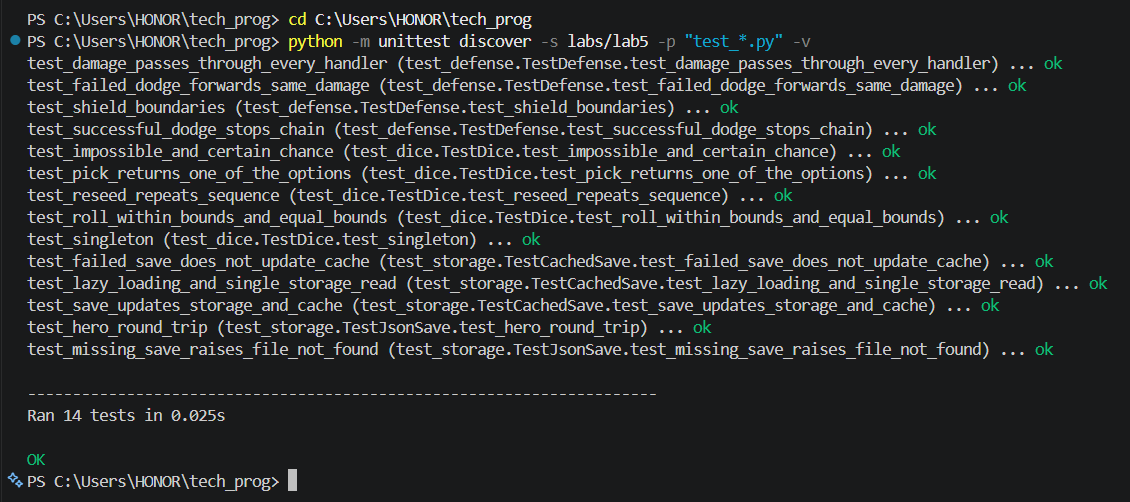 PS C:\Users\HONOR\tech_prog> cd C:\Users\HONOR\tech_prog
PS C:\Users\HONOR\tech_prog> python -m unittest discover -s labs/lab5 -p "test_*.py" -v
test_damage_passes_through_every_handler (test_defense.TestDefense.test_damage_passes_through_every_handler) ... ok
test_failed_dodge_forwards_same_damage (test_defense.TestDefense.test_failed_dodge_forwards_same_damage) ... ok
test_shield_boundaries (test_defense.TestDefense.test_shield_boundaries) ... ok
test_successful_dodge_stops_chain (test_defense.TestDefense.test_successful_dodge_stops_chain) ... ok
test_impossible_and_certain_chance (test_dice.TestDice.test_impossible_and_certain_chance) ... ok
test_pick_returns_one_of_the_options (test_dice.TestDice.test_pick_returns_one_of_the_options) ... ok
test_reseed_repeats_sequence (test_dice.TestDice.test_reseed_repeats_sequence) ... ok
test_roll_within_bounds_and_equal_bounds (test_dice.TestDice.test_roll_within_bounds_and_equal_bounds) ... ok
test_singleton (test_dice.TestDice.test_singleton) ... ok
test_failed_save_does_not_update_cache (test_storage.TestCachedSave.test_failed_save_does_not_update_cache) ... ok
test_lazy_loading_and_single_storage_read (test_storage.TestCachedSave.test_lazy_loading_and_single_storage_read) ... ok
test_save_updates_storage_and_cache (test_storage.TestCachedSave.test_save_updates_storage_and_cache) ... ok
test_hero_round_trip (test_storage.TestJsonSave.test_hero_round_trip) ... ok
test_missing_save_raises_file_not_found (test_storage.TestJsonSave.test_missing_save_raises_file_not_found) ... ok
----------------------------------------------------------------------
Ran 14 tests in 0.025s
OK
PS C:\Users\HONOR\tech_prog>